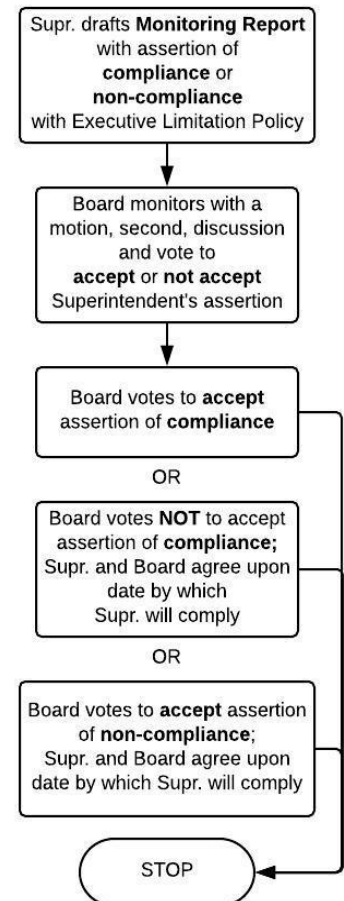 Supr. drafts Monitoring Report
with assertion of
compliance or
non-compliance
with Executive Limitation Policy
Board monitors with a
motion, second, discussion
and vote to
accept or not accept
Superintendent's assertion
Board votes to accept
assertion of compliance
OR
Board votes NOT to accept
assertion of compliance;
Supr. and Board agree upon
date by which
Supr. will comply
OR
Board votes to accept assertion
of non-compliance;
Supr. and Board agree upon
date by which Supr. will comply
STOP